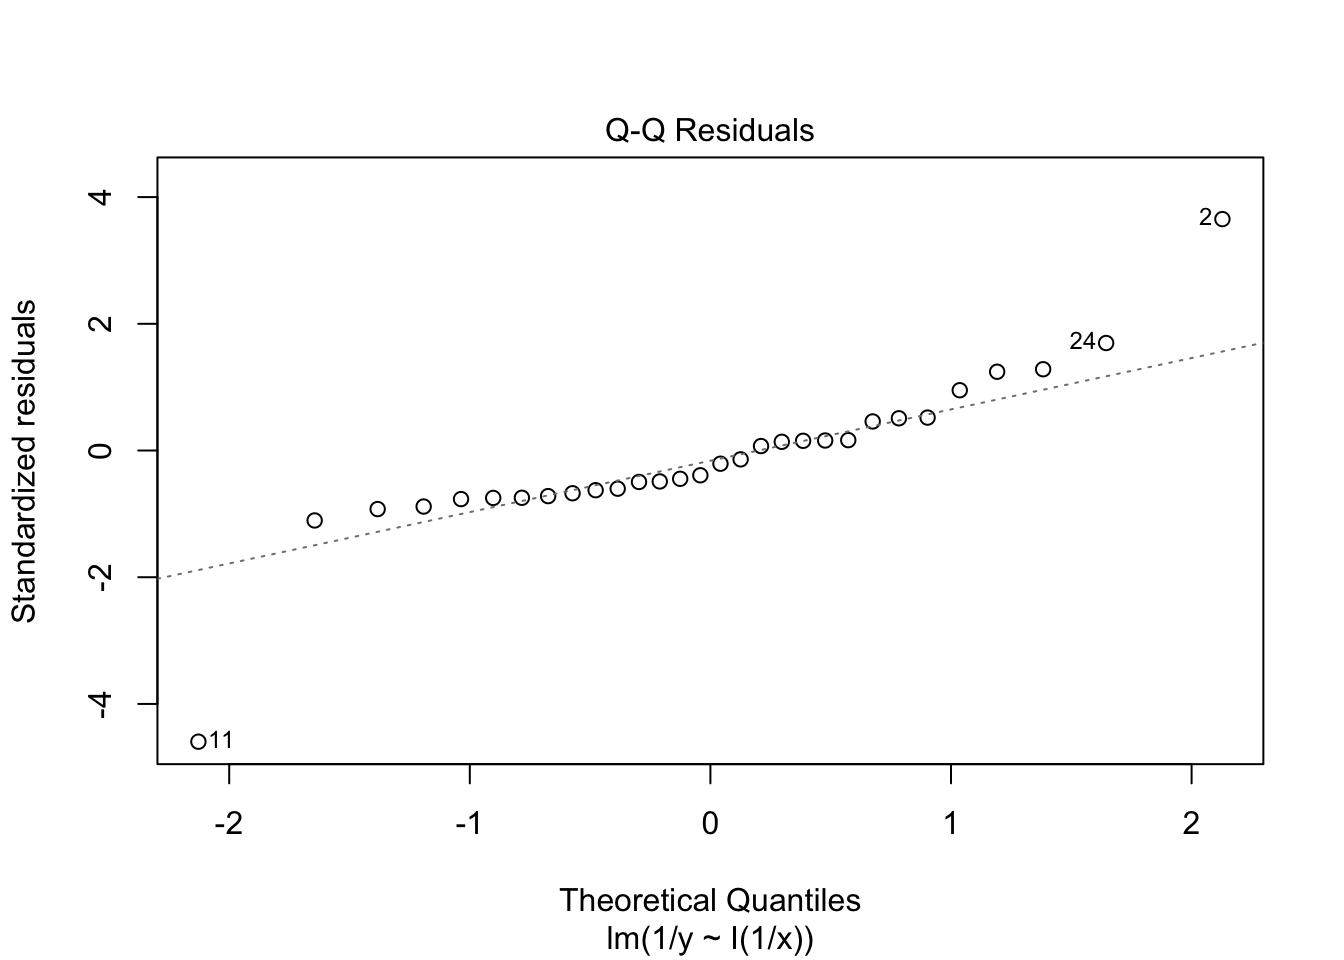 Q-Q Residuals
Standardized residuals
4
2
0
-2
-4
2
24
11
-2 -1 0 1 2
Theoretical Quantiles
lm(1/y ~ I(1/x))